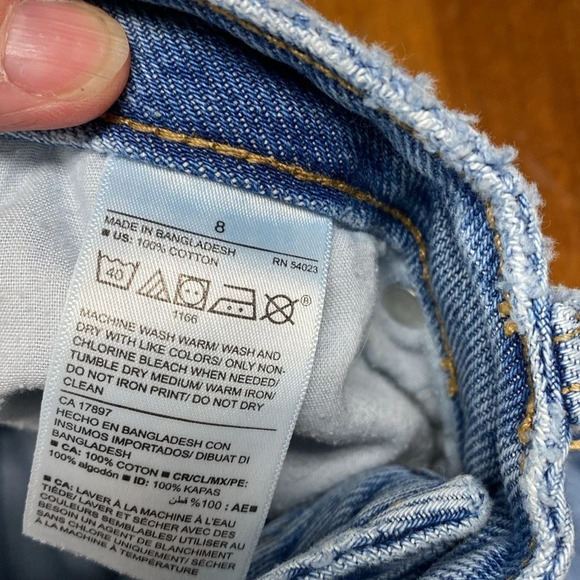 8
MADE IN BANGLADESH
■ US: 100% COTTON RN 54023
40
®
1166
MACHINE WASH WARM/ WASH AND
DRY WITH LIKE COLORS/ ONLY NON-
CHLORINE BLEACH WHEN NEEDED/
TUMBLE DRY MEDIUM/ WARM IRON/
DO NOT IRON PRINT/ DO NOT DRY
CLEAN
CA 17897
HECHO EN BANGLADESH CON
INSUMOS IMPORTADOS/ DIBUAT DI
BANGLADESH
■ CA: 100% COTON ■ CR/CL/MX/PE:
100% algodón ■ ID: 100% KAPAS
قطن 100% :AE ■
■ CA: LAVER À LA MACHINE À L'EAU
TIÈDE/ LAVER ET SÉCHER AVEC DES
COULEURS SEMBLABLES/ UTILISER AU
BESOIN UN AGENT DE BLANCHIMENT
SANS CHLORE UNIQUEMENT/ SÉCHER
À LA MACHINE À TEMPÉRATURE